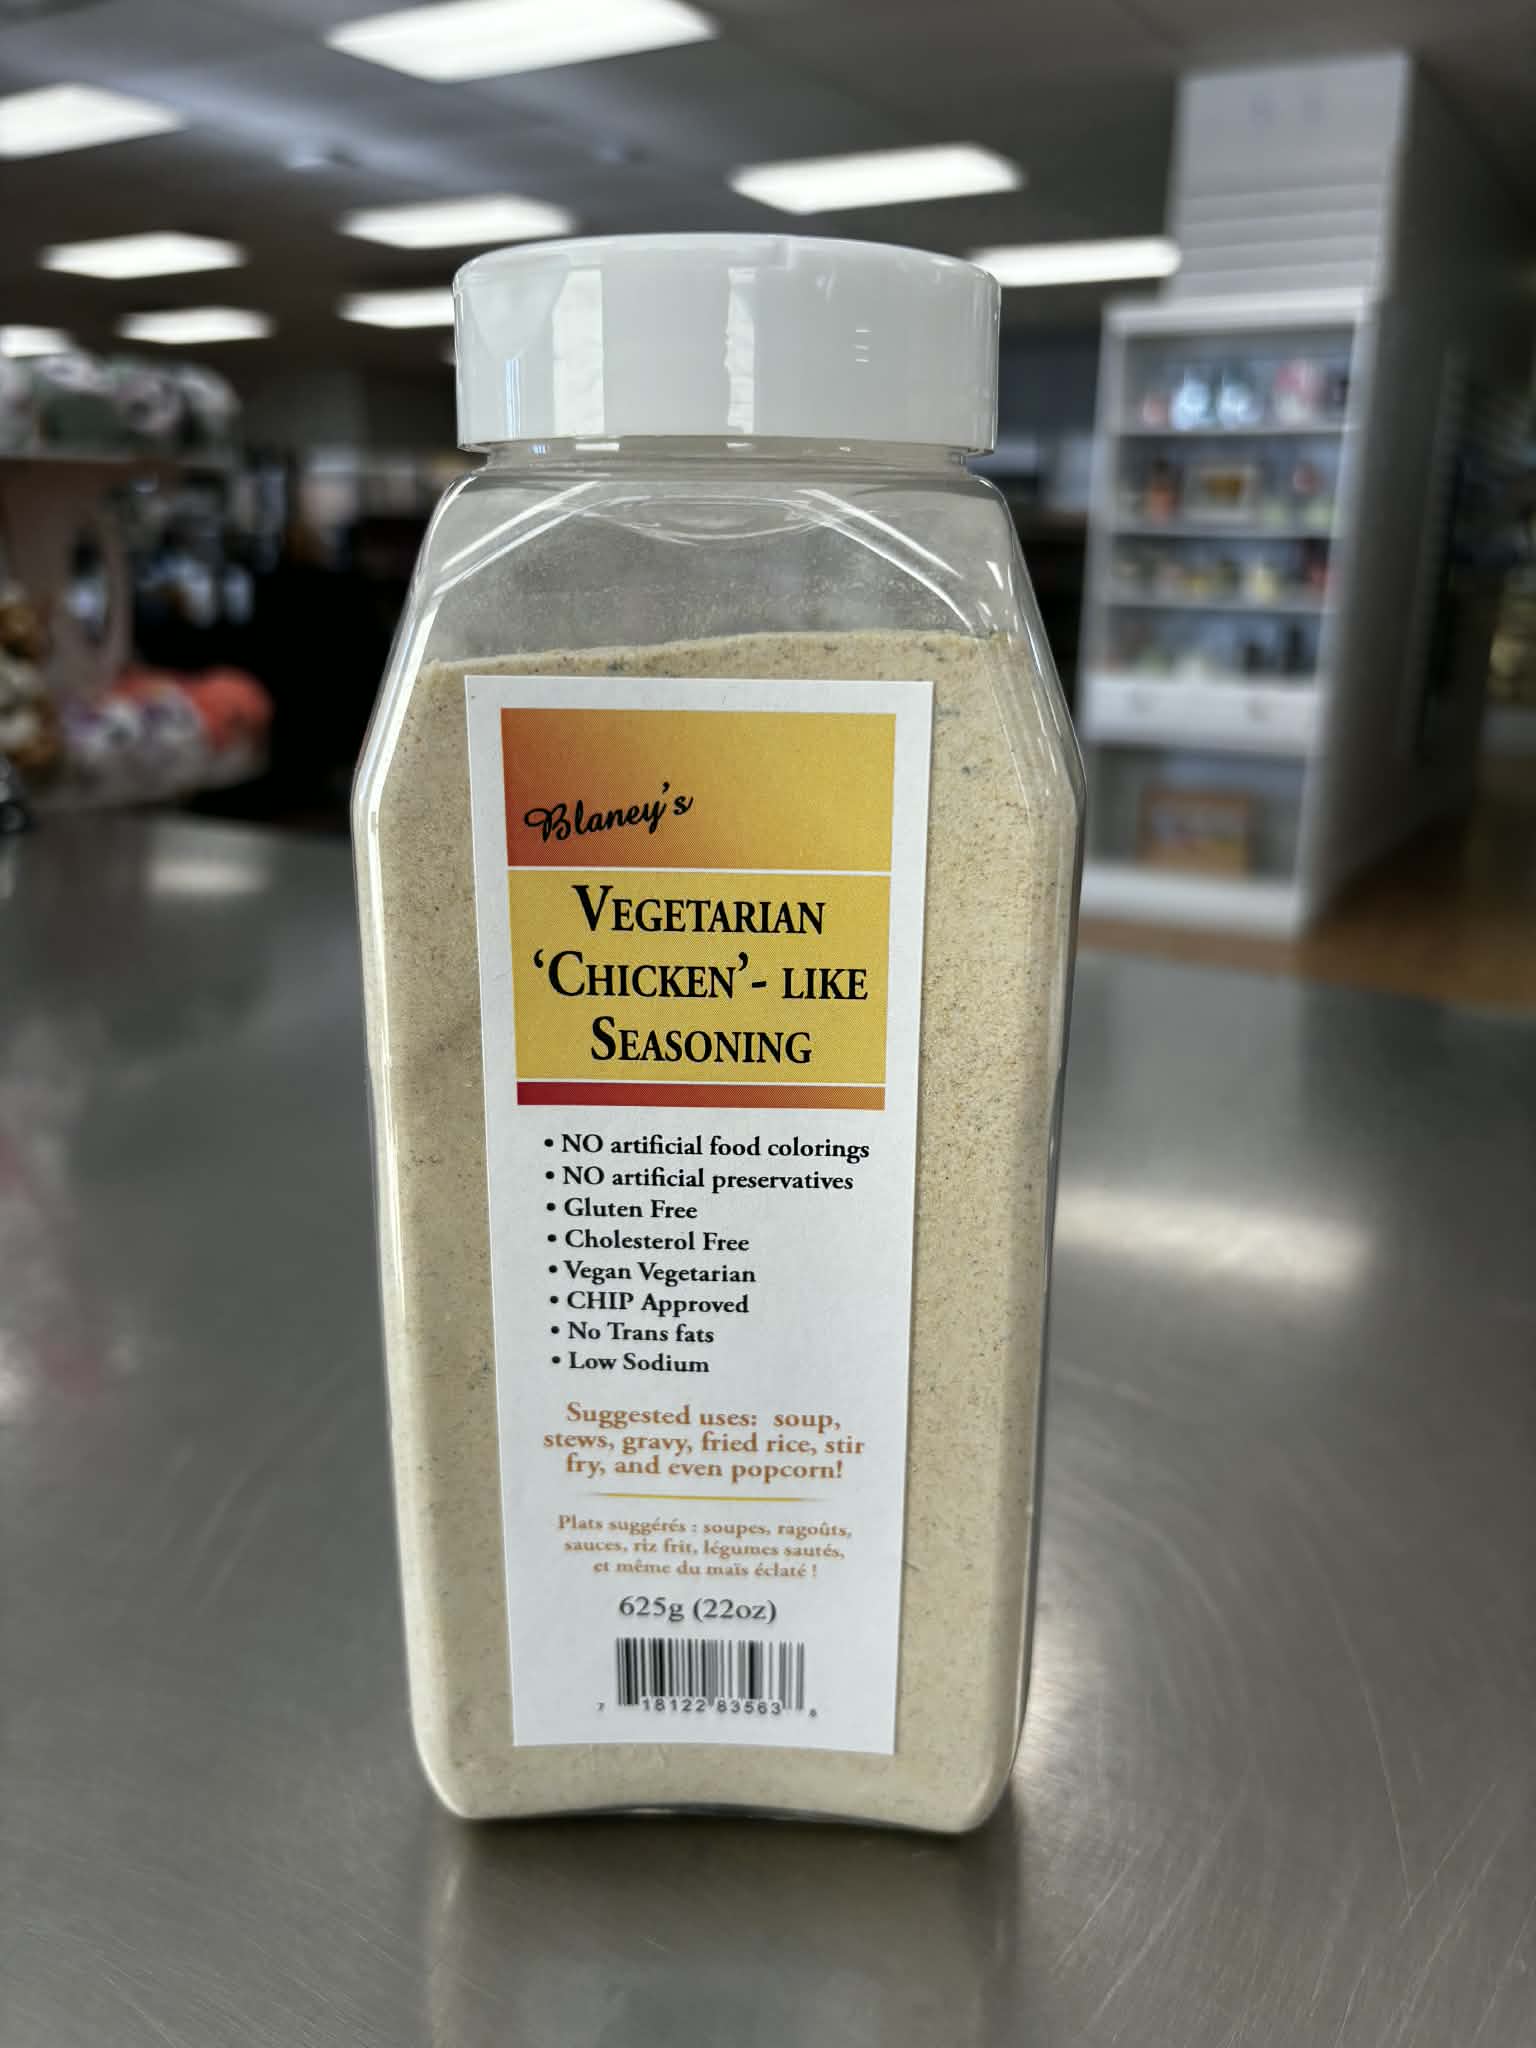 Blaney's
VEGETARIAN
'CHICKEN'- LIKE
SEASONING
• NO artificial food colorings
• NO artificial preservatives
• Gluten Free
• Cholesterol Free
• Vegan Vegetarian
• CHIP Approved
• No Trans fats
• Low Sodium
Suggested uses: soup,
stews, gravy, fried rice, stir
fry, and even popcorn!
Plats suggérés : soupes, ragoûts,
sauces, riz frit, légumes sautés,
et même du maïs éclaté !
625g (22oz)
7 18122 83563 8